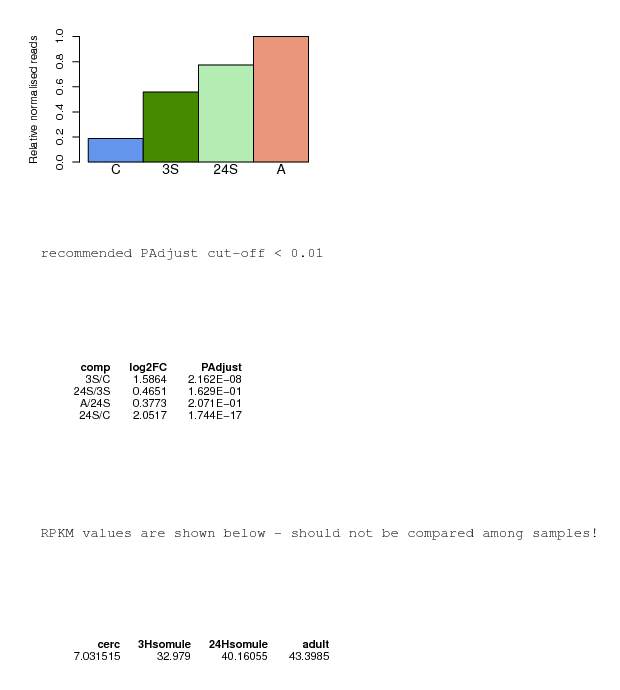 Relative normalised reads
1.0
0.8
0.6
0.4
0.2
0.0
C 3S 24S A
recommended PAdjust cut-off < 0.01
comp log2FC PAdjust
3S/C 1.5864 2.162E-08
24S/3S 0.4651 1.629E-01
A/24S 0.3773 2.071E-01
24S/C 2.0517 1.744E-17
RPKM values are shown below - should not be compared among samples!
cerc 3Hsomule 24Hsomule adult
7.031515 32.979 40.16055 43.3985